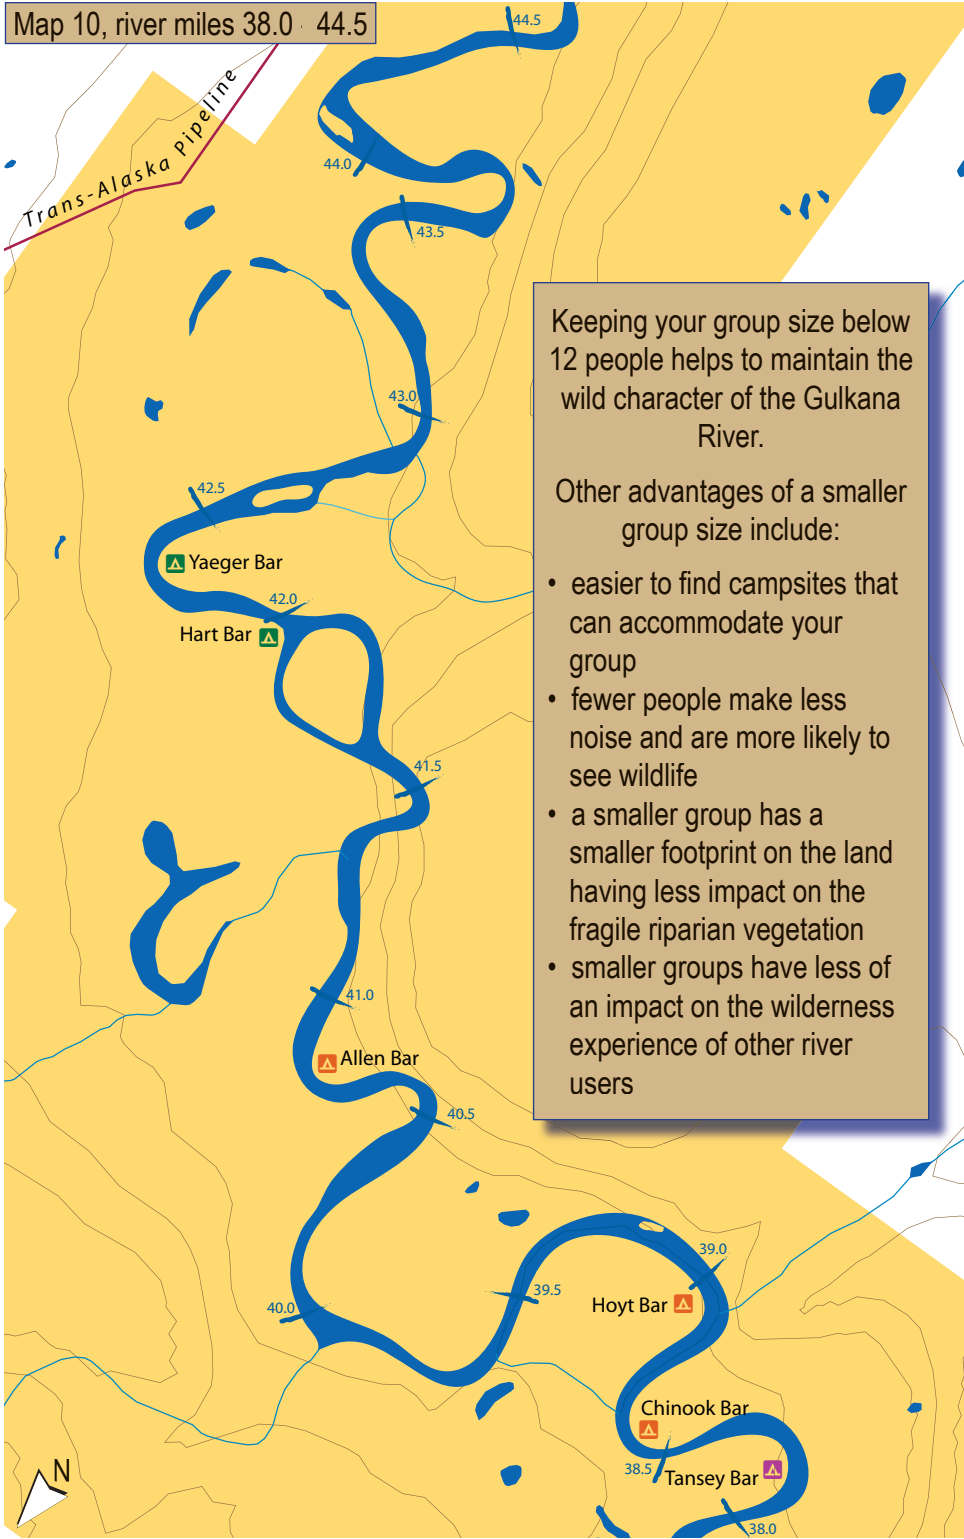 Map 10, river miles 38.0 - 44.5
44.5
Trans-Alaska Pipeline
44.0
43.5
Keeping your group size below
12 people helps to maintain the
wild character of the Gulkana
River.
Other advantages of a smaller
group size include:
• easier to find campsites that
can accommodate your
group
• fewer people make less
noise and are more likely to
see wildlife
• a smaller group has a
smaller footprint on the land
having less impact on the
fragile riparian vegetation
• smaller groups have less of
an impact on the wilderness
experience of other river
users
43.0
42.5
Yaeger Bar
42.0
Hart Bar
41.5
41.0
Allen Bar
40.5
39.0
39.5
Hoyt Bar
40.0
Chinook Bar
38.5
Tansey Bar
N
38.0